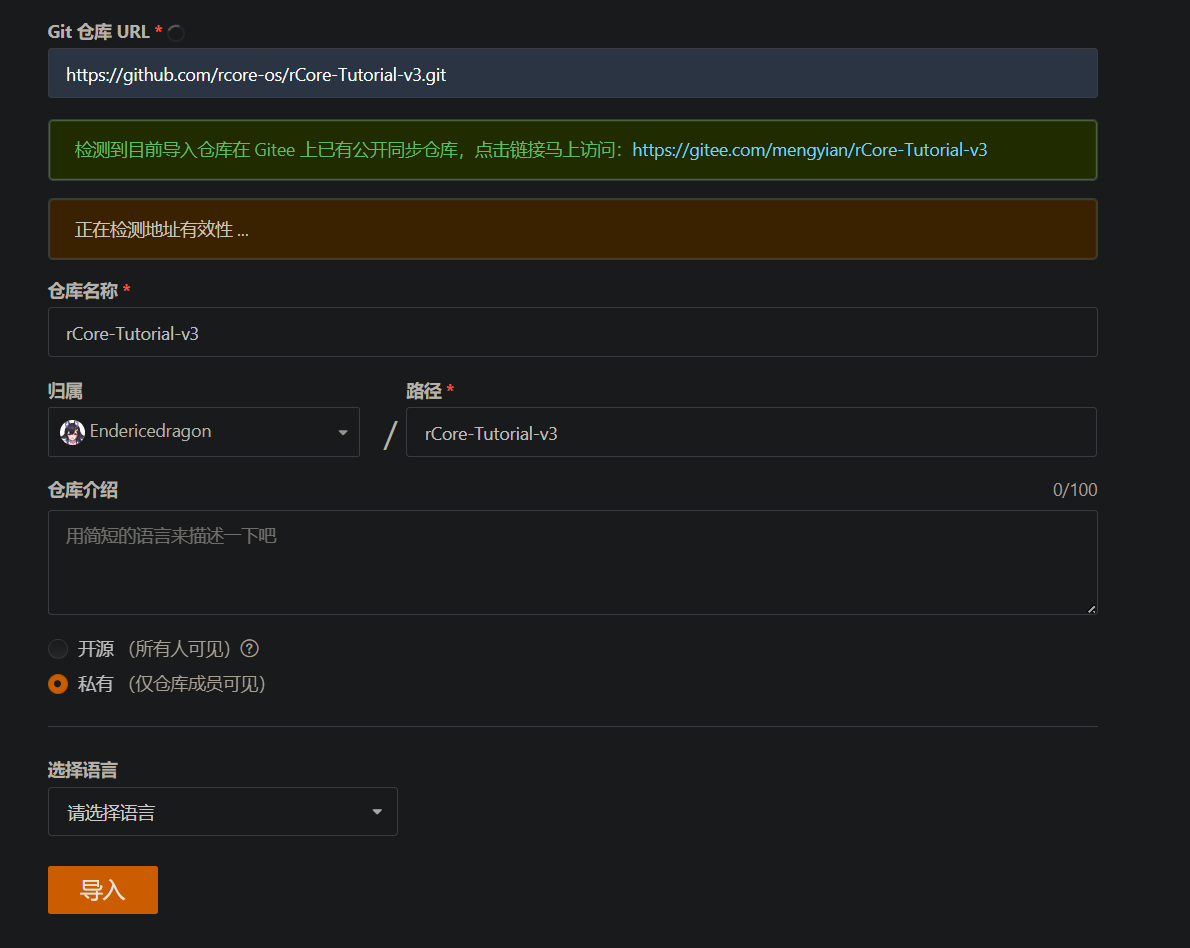 Git 仓库 URL *
https://github.com/rcore-os/rCore-Tutorial-v3.git
检测到目前导入仓库在 Gitee 上已有公开同步仓库，点击链接马上访问：https://gitee.com/mengyian/rCore-Tutorial-v3
正在检测地址有效性 ...
仓库名称 *
rCore-Tutorial-v3
归属 路径 *
Endericedragon / rCore-Tutorial-v3
仓库介绍 0/100
用简短的语言来描述一下吧
开源 (所有人可见) ?
私有 (仅仓库成员可见)
选择语言
请选择语言
导入